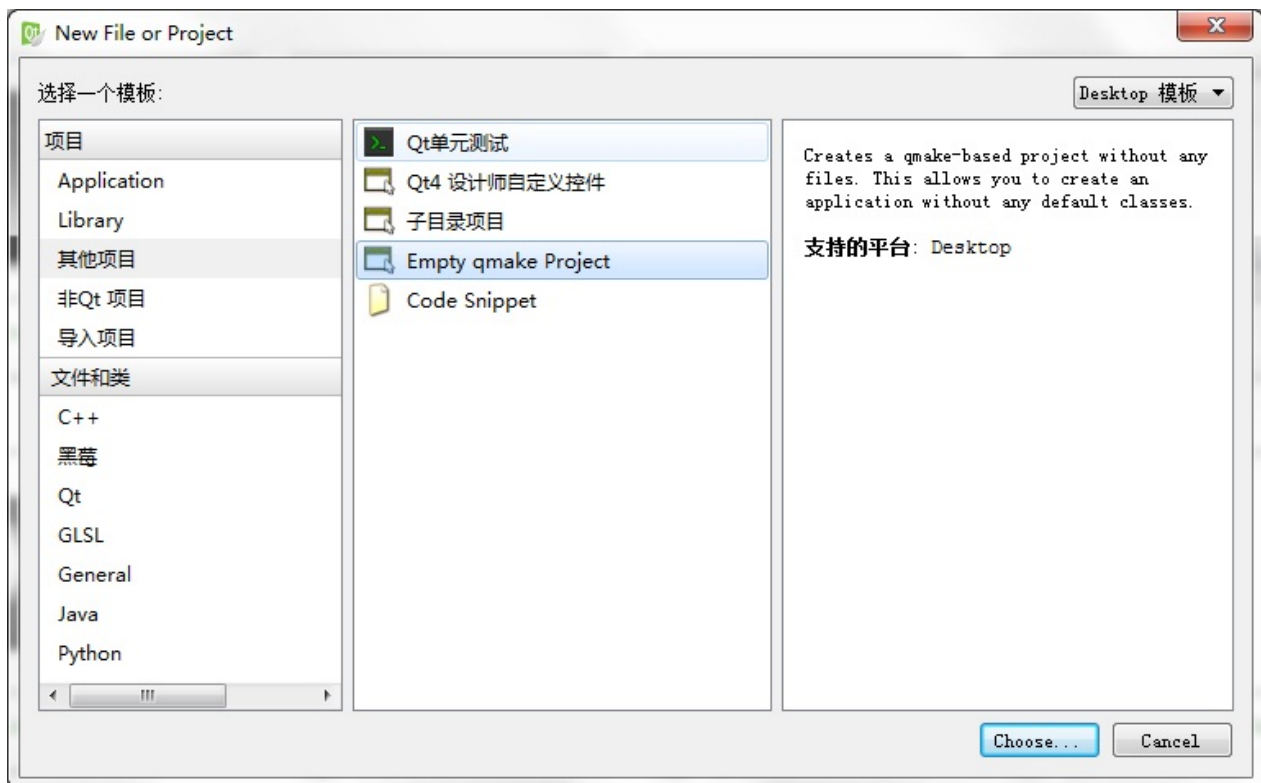 New File or Project
选择一个模板:
Desktop 模板
项目
Application
Library
其他项目
非Qt 项目
导入项目
文件和类
C++
黑莓
Qt
GLSL
General
Java
Python
Qt单元测试
Qt4 设计师自定义控件
子目录项目
Empty qmake Project
Code Snippet
Creates a qmake-based project without any
files. This allows you to create an
application without any default classes.
支持的平台: Desktop
Choose...
Cancel